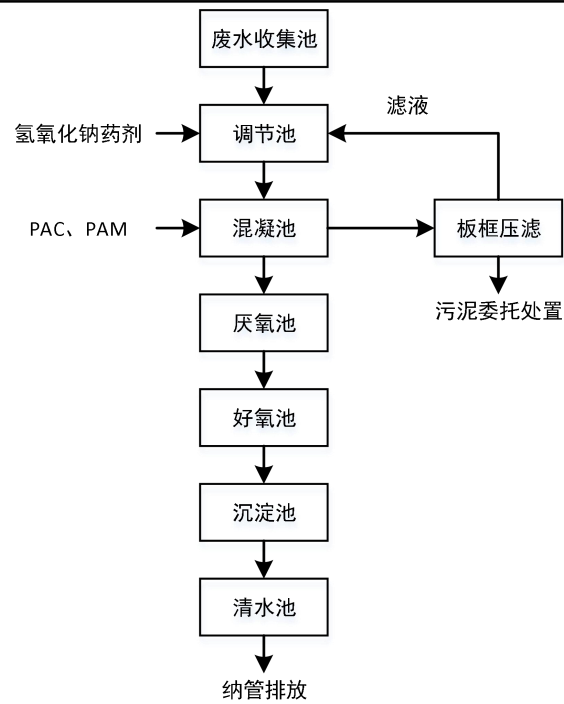 废水收集池
滤液
氢氧化钠药剂
调节池
PAC、PAM
混凝池
板框压滤
污泥委托处置
厌氧池
好氧池
沉淀池
清水池
纳管排放